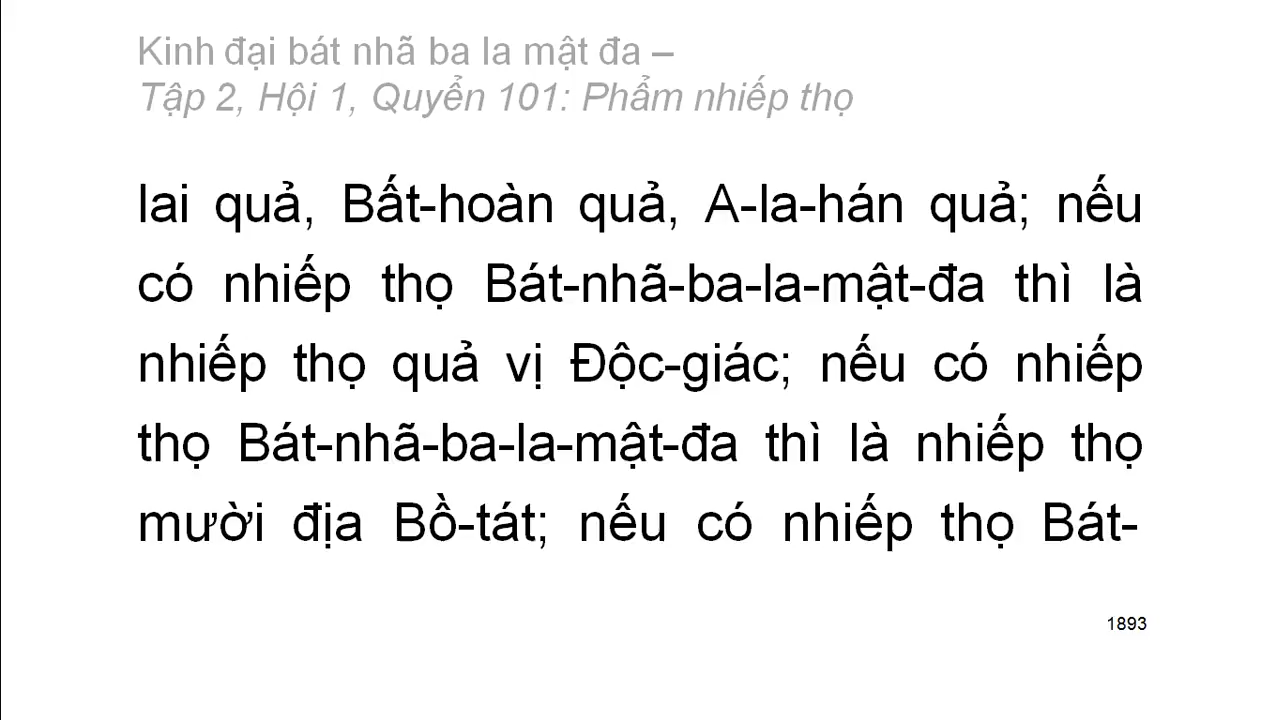 Kinh đại bát nhã ba la mật đa –
Tập 2, Hội 1, Quyển 101: Phẩm nhiếp thọ
lai quả, Bất-hoàn quả, A-la-hán quả; nếu
có nhiếp thọ Bát-nhã-ba-la-mật-đa thì là
nhiếp thọ quả vị Độc-giác; nếu có nhiếp
thọ Bát-nhã-ba-la-mật-đa thì là nhiếp thọ
mười địa Bồ-tát; nếu có nhiếp thọ Bát-
1893